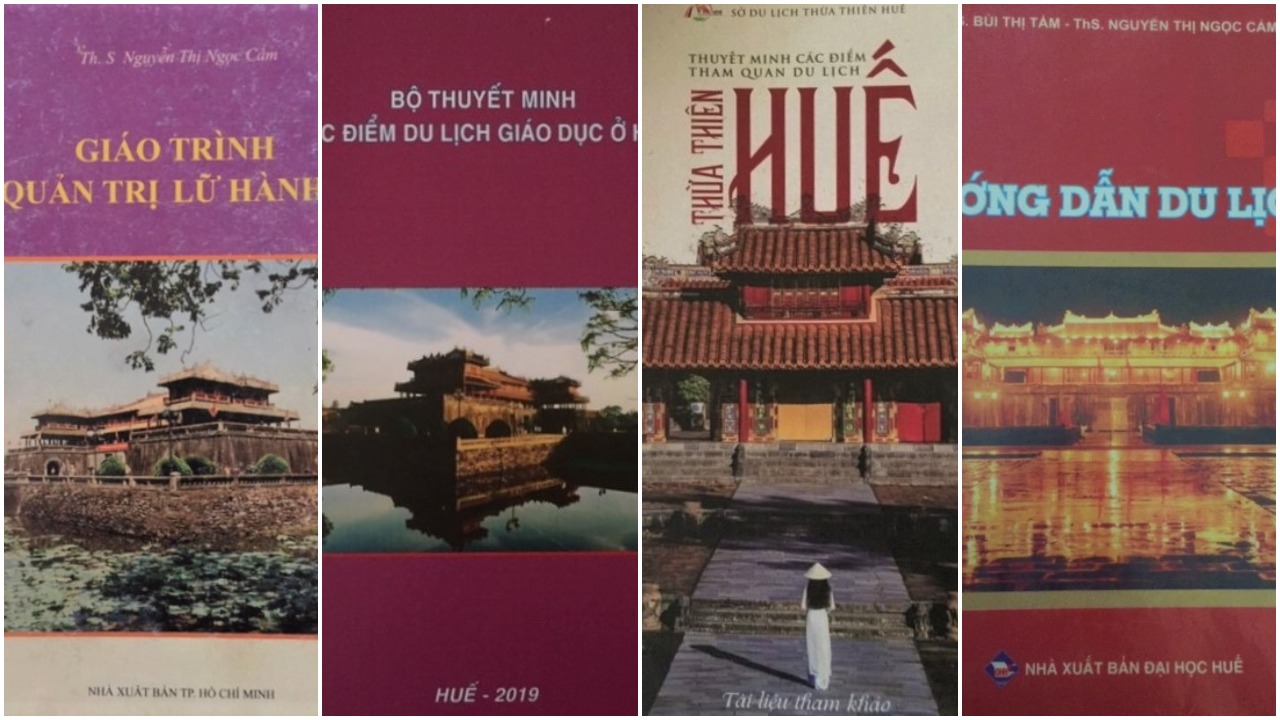 Th. S Nguyễn Thị Ngọc Cẩm
GIÁO TRÌNH
QUẢN TRỊ LỮ HÀNH
NHÀ XUẤT BẢN TP. HỒ CHÍ MINH
BỘ THUYẾT MINH
C ĐIỂM DU LỊCH GIÁO DỤC Ở H
HUẾ - 2019
SỞ DU LỊCH THỪA THIÊN HUẾ
THUYẾT MINH CÁC ĐIỂM
THAM QUAN DU LỊCH
THỪA THIÊN
HUẾ
Tài liệu tham khảo
S. BÙI THỊ TÁM - ThS. NGUYỄN THỊ NGỌC CẨM
ỚNG DẪN DU LỊC
NHÀ XUẤT BẢN ĐẠI HỌC HUẾ